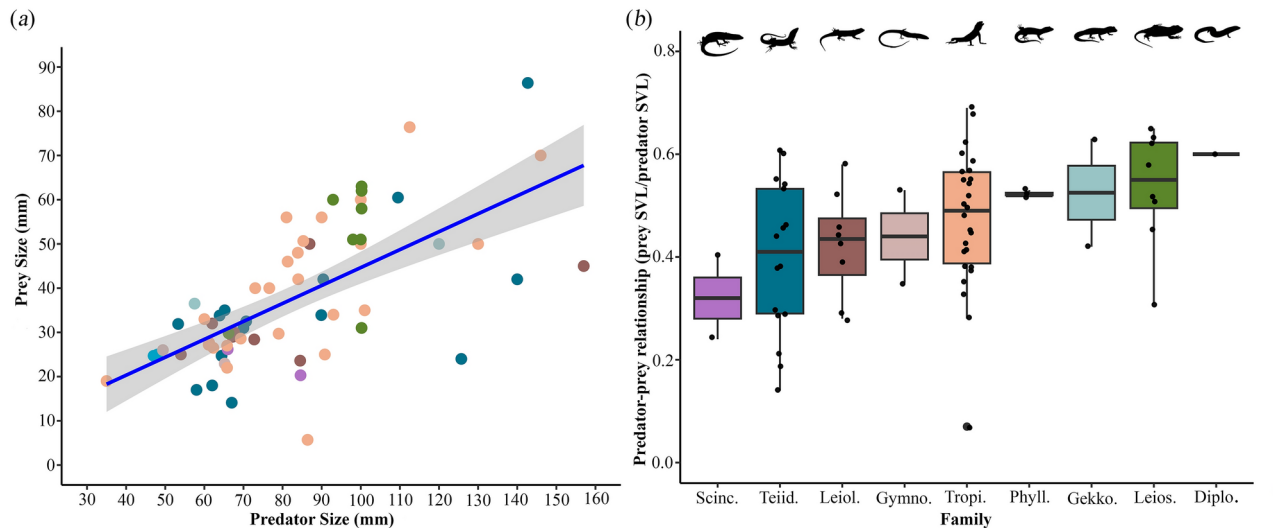 (a)
Prey Size (mm)
90
80
70
60
50
40
30
20
10
0
30 40 50 60 70 80 90 100 110 120 130 140 150 160
Predator Size (mm)
(b)
Predator-prey relationship (prey SVL/predator SVL)
0.8
0.6
0.4
0.2
0.0
Scinc. Teiid. Leiol. Gymno. Tropi. Phyll. Gekko. Leios. Diplo.
Family